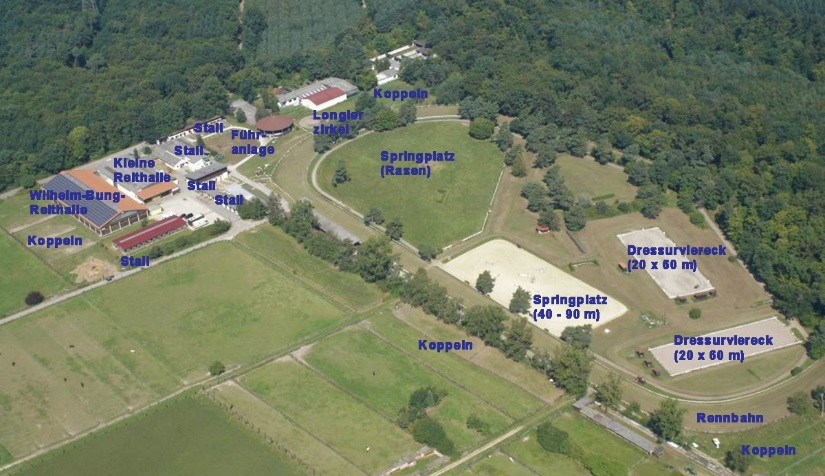 Koppeln
Longier
zirkel
Stall
Führ-
anlage
Stall
Kleine
Reithalle
Stall
Stall
Wilhelm-Bung-
Reithalle
Koppeln
Stall
Springplatz
(Rasen)
Dressurviereck
(20 x 60 m)
Springplatz
(40 - 90 m)
Dressurviereck
(20 x 60 m)
Koppeln
Rennbahn
Koppeln